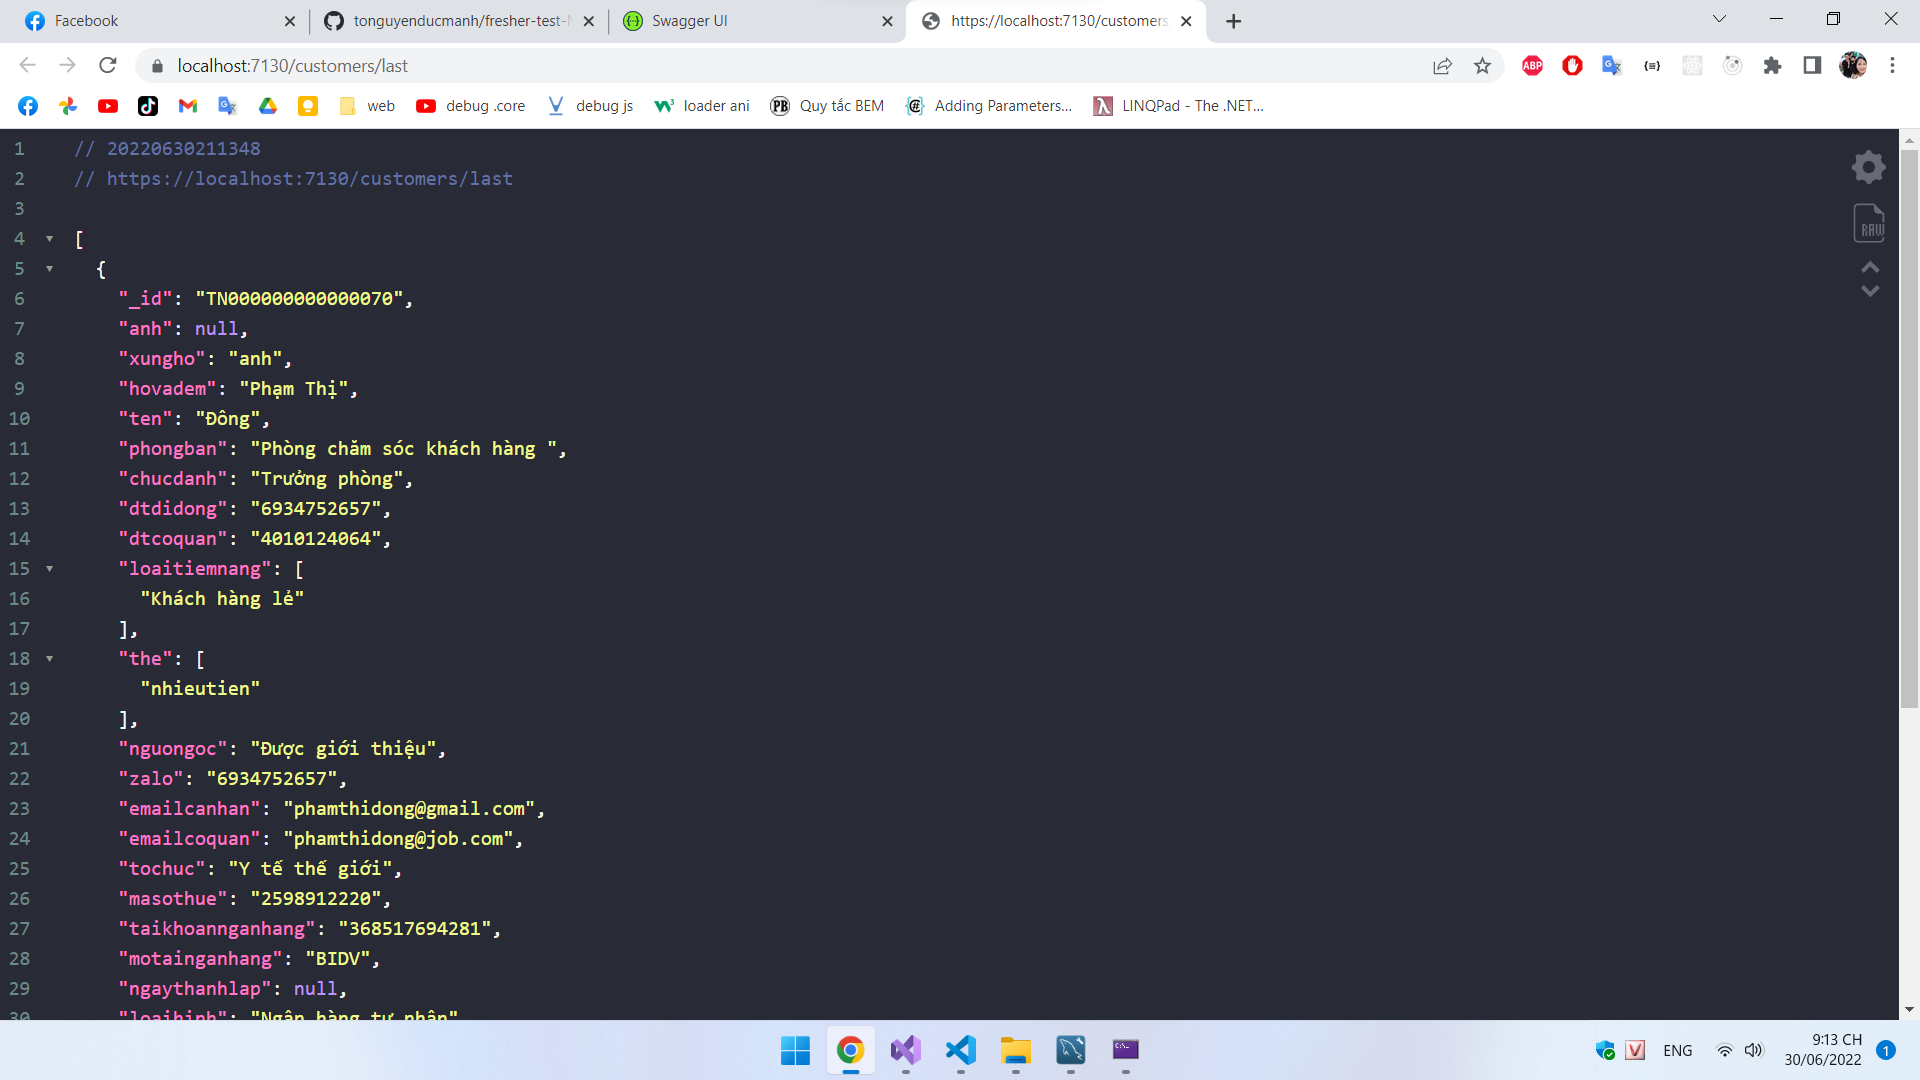 Facebook
tonguyenducmanh/fresher-test-
Swagger UI
https://localhost:7130/customers
localhost:7130/customers/last
ABP
web
debug .core
debug js
loader ani
PB
Quy tắc BEM
Adding Parameters...
LINQPad - The .NET...
1 // 20220630211348
2 // https://localhost:7130/customers/last
3
4 [
5 {
6 "_id": "TN000000000000070",
7 "anh": null,
8 "xungho": "anh",
9 "hovadem": "Phạm Thị",
10 "ten": "Đông",
11 "phongban": "Phòng chăm sóc khách hàng ",
12 "chucdanh": "Trưởng phòng",
13 "dtdidong": "6934752657",
14 "dtcoquan": "4010124064",
15 "loaitiemnang": [
16 "Khách hàng lẻ"
17 ],
18 "the": [
19 "nhieutien"
20 ],
21 "nguongoc": "Được giới thiệu",
22 "zalo": "6934752657",
23 "emailcanhan": "phamthidong@gmail.com",
24 "emailcoquan": "phamthidong@job.com",
25 "tochuc": "Y tế thế giới",
26 "masothue": "2598912220",
27 "taikhoannganhang": "368517694281",
28 "motainganhang": "BIDV",
29 "ngaythanhlap": null,
30 "loaihinh": "Ngân hàng tư nhân"
RAW
ENG
9:13 CH
30/06/2022
1